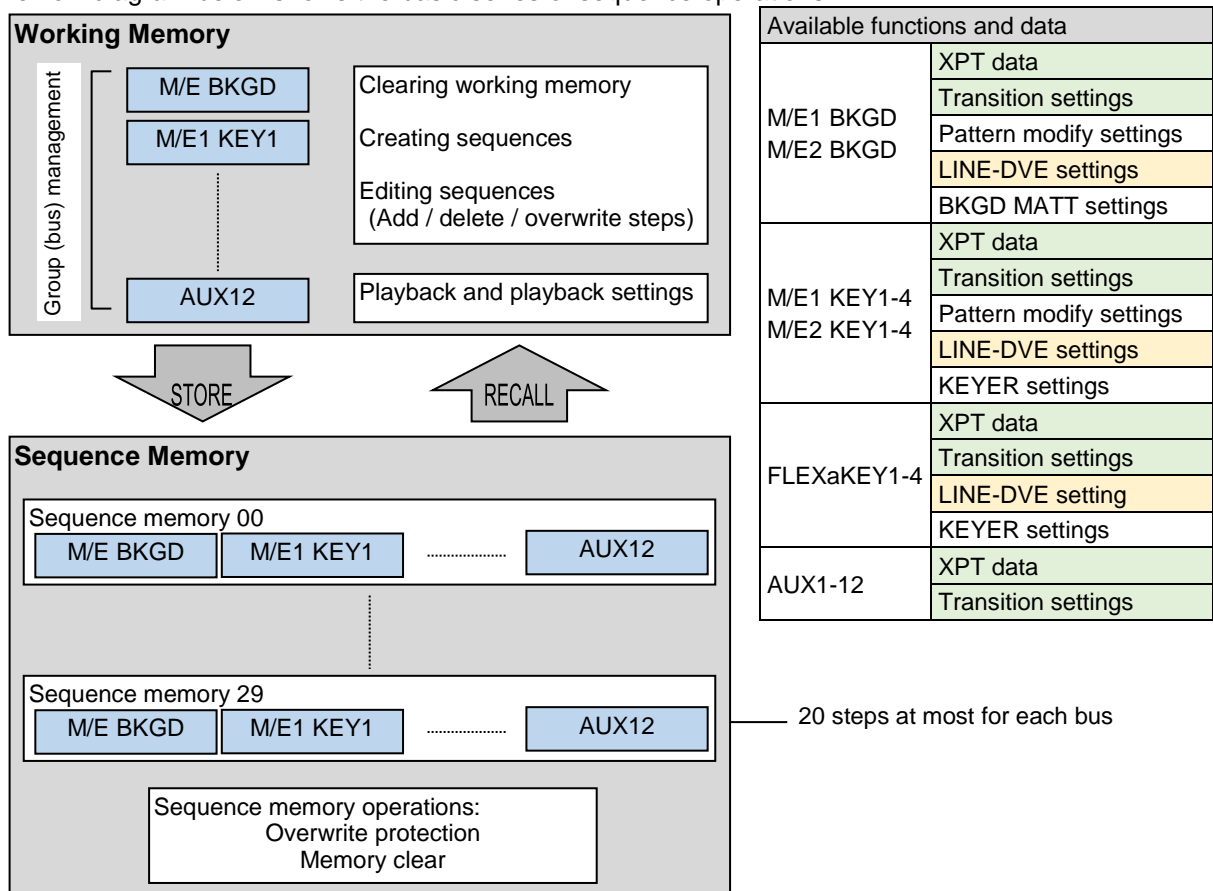 Working Memory
Group (bus) management
M/E BKGD
M/E1 KEY1
AUX12
Clearing working memory
Creating sequences
Editing sequences
(Add / delete / overwrite steps)
Playback and playback settings
STORE
RECALL
Sequence Memory
Sequence memory 00
M/E BKGD
M/E1 KEY1
AUX12
Sequence memory 29
M/E BKGD
M/E1 KEY1
AUX12
20 steps at most for each bus
Sequence memory operations:
Overwrite protection
Memory clear
Available functions and data
M/E1 BKGD
M/E2 BKGD
XPT data
Transition settings
Pattern modify settings
LINE-DVE settings
BKGD MATT settings
M/E1 KEY1-4
M/E2 KEY1-4
XPT data
Transition settings
Pattern modify settings
LINE-DVE settings
KEYER settings
FLEXaKEY1-4
XPT data
Transition settings
LINE-DVE setting
KEYER settings
AUX1-12
XPT data
Transition settings